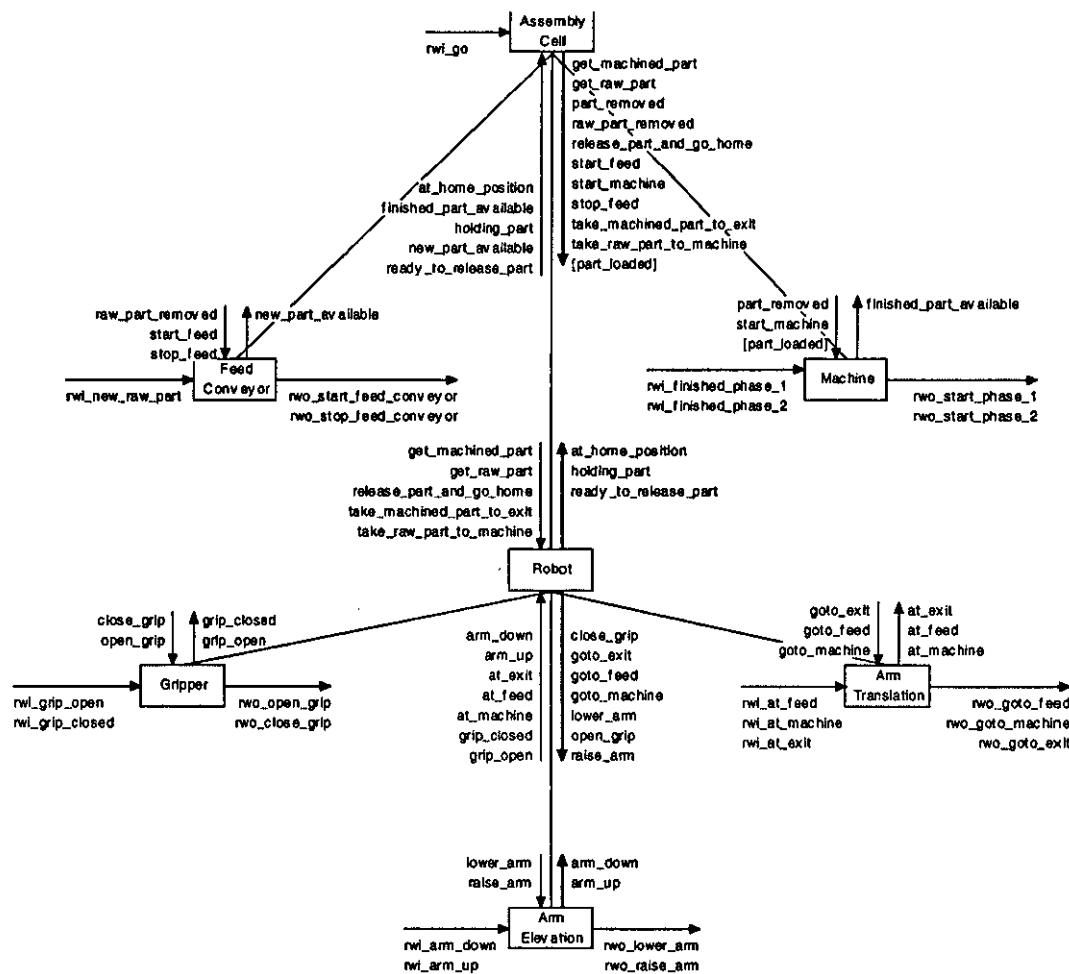 Assembly
Cell
rwi_go
get_machined_part
get_raw_part
part_removed
raw_part_removed
release_part_and_go_home
start_feed
start_machine
stop_feed
take_machined_part_to_exit
take_raw_part_to_machine
[part_loaded]
at_home_position
finished_part_available
holding_part
new_part_available
ready_to_release_part
raw_part_removed
start_feed
stop_feed
new_part_available
Feed
Conveyor
rwi_new_raw_part
rwo_start_feed_conveyor
rwo_stop_feed_conveyor
part_removed
start_machine
[part_loaded]
finished_part_available
Machine
rwi_finished_phase_1
rwi_finished_phase_2
rwo_start_phase_1
rwo_start_phase_2
get_machined_part
get_raw_part
release_part_and_go_home
take_machined_part_to_exit
take_raw_part_to_machine
at_home_position
holding_part
ready_to_release_part
Robot
close_grip
open_grip
grip_closed
grip_open
Gripper
rwi_grip_open
rwi_grip_closed
rwo_open_grip
rwo_close_grip
arm_down
arm_up
at_exit
at_feed
at_machine
grip_closed
grip_open
close_grip
goto_exit
goto_feed
goto_machine
lower_arm
open_grip
raise_arm
goto_exit
goto_feed
goto_machine
at_exit
at_feed
at_machine
Arm
Translation
rwi_at_feed
rwi_at_machine
rwi_at_exit
rwo_goto_feed
rwo_goto_machine
rwo_goto_exit
lower_arm
raise_arm
arm_down
arm_up
Arm
Elevation
rwi_arm_down
rwi_arm_up
rwo_lower_arm
rwo_raise_arm